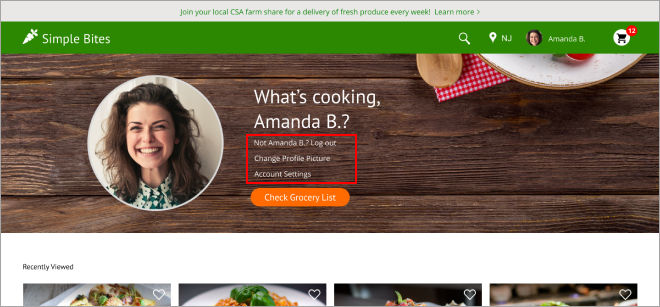 Join your local CSA farm share for a delivery of fresh produce every week! Learn more >
Simple Bites
NJ
Amanda B.
12
What's cooking,
Amanda B.?
Not Amanda B.? Log out
Change Profile Picture
Account Settings
Check Grocery List
Recently Viewed